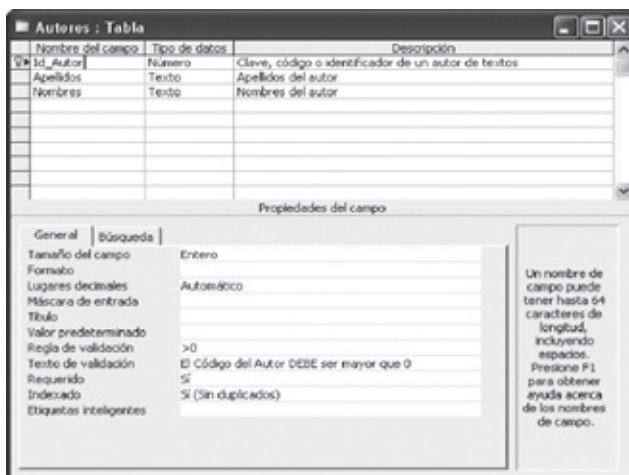 Autores : Tabla
Nombre del campo Tipo de datos Descripción
Id_Autor Número Clave, código o identificador de un autor de textos
Apellidos Texto Apellidos del autor
Nombres Texto Nombres del autor
Propiedades del campo
General Búsqueda
Tamaño del campo Entero
Formato
Lugares decimales Automático
Máscara de entrada
Título
Valor predeterminado
Regla de validación >0
Texto de validación El Código del Autor DEBE ser mayor que 0
Requerido Sí
Indexado Sí (Sin duplicados)
Etiquetas inteligentes
Un nombre de
campo puede
tener hasta 64
caracteres de
longitud,
incluyendo
espacios.
Presione F1
para obtener
ayuda acerca
de los nombres
de campo.